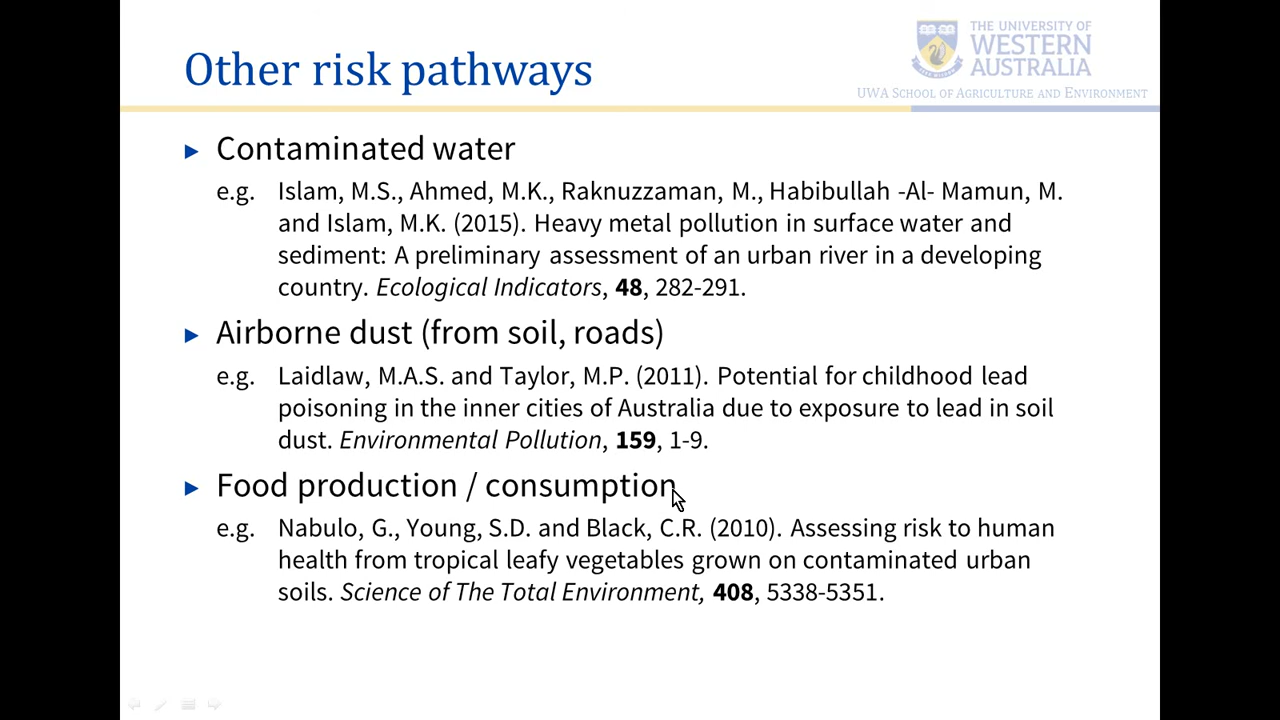 THE UNIVERSITY OF
WESTERN
AUSTRALIA
UWA SCHOOL OF AGRICULTURE AND ENVIRONMENT
Other risk pathways
► Contaminated water
e.g. Islam, M.S., Ahmed, M.K., Raknuzzaman, M., Habibullah -Al- Mamun, M.
and Islam, M.K. (2015). Heavy metal pollution in surface water and
sediment: A preliminary assessment of an urban river in a developing
country. Ecological Indicators, 48, 282-291.
► Airborne dust (from soil, roads)
e.g. Laidlaw, M.A.S. and Taylor, M.P. (2011). Potential for childhood lead
poisoning in the inner cities of Australia due to exposure to lead in soil
dust. Environmental Pollution, 159, 1-9.
► Food production / consumption
e.g. Nabulo, G., Young, S.D. and Black, C.R. (2010). Assessing risk to human
health from tropical leafy vegetables grown on contaminated urban
soils. Science of The Total Environment, 408, 5338-5351.